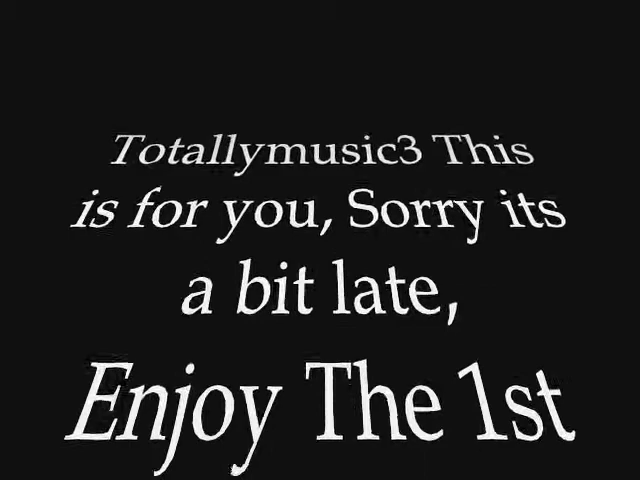 Totallymusic3 This
is for you, Sorry its
a bit late,
Enjoy The 1st